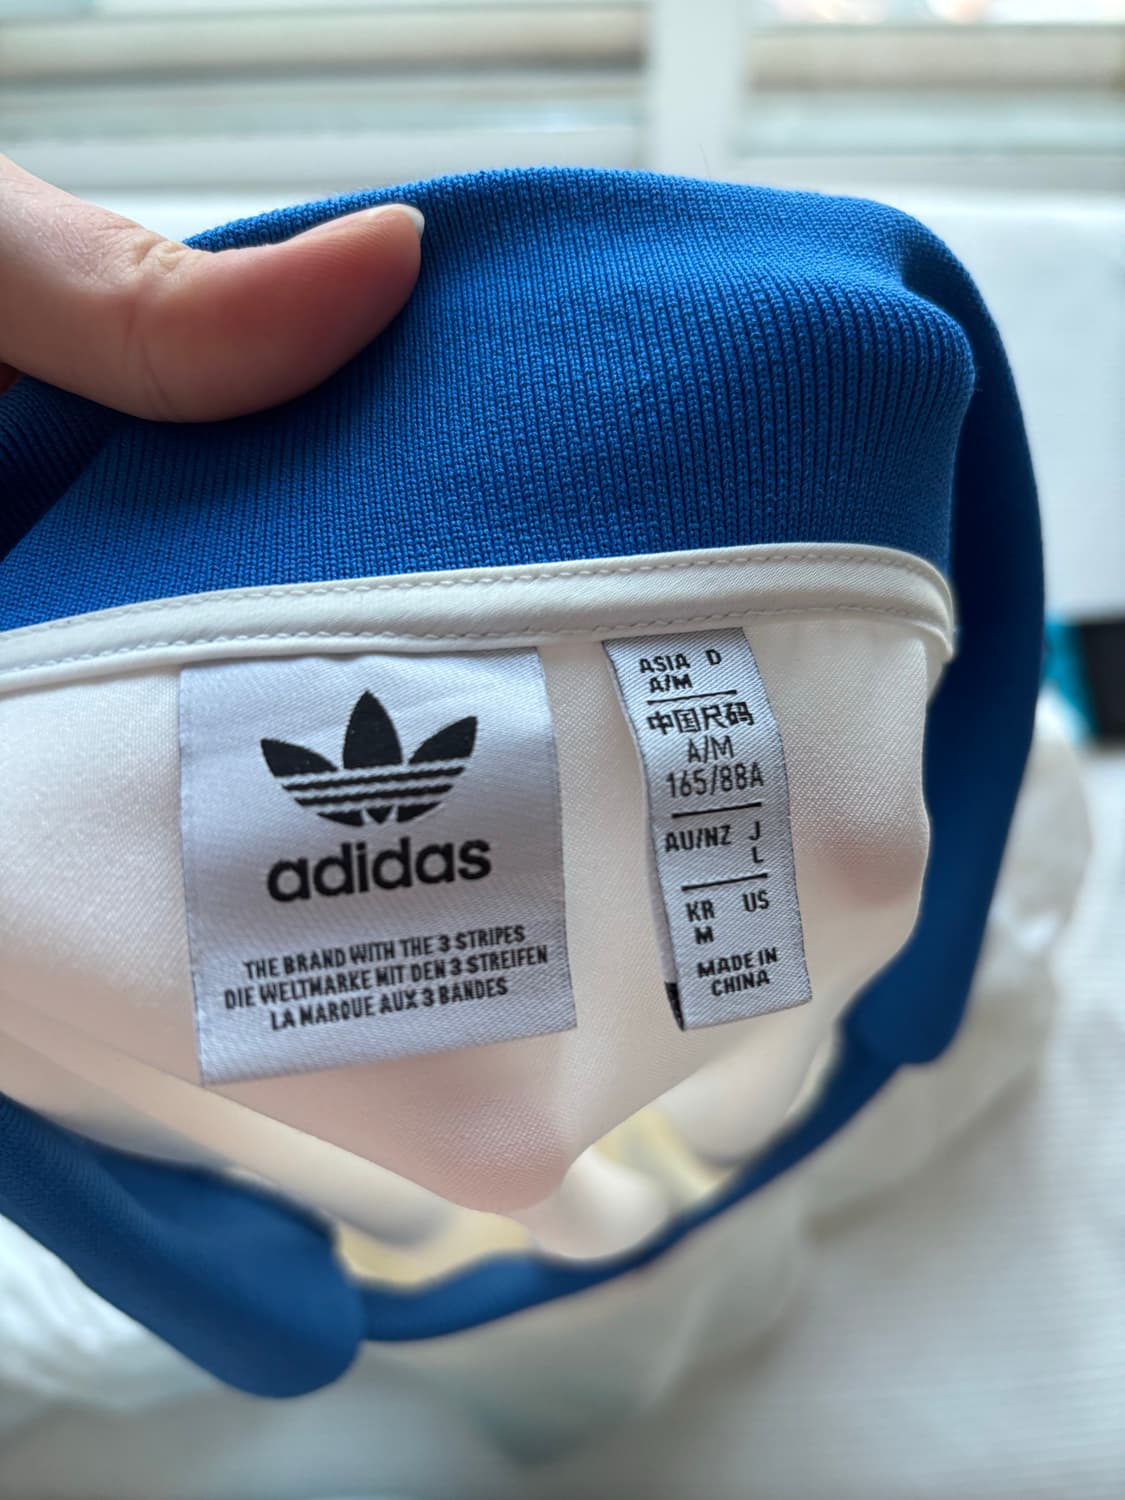 adidas
THE BRAND WITH THE 3 STRIPES
DIE WELTMARKE MIT DEN 3 STREIFEN
LA MARQUE AUX 3 BANDES
ASIA D
A/M
中国尺码
A/M
165/88A
AU/NZ J
L
KR US
M
MADE IN
CHINA